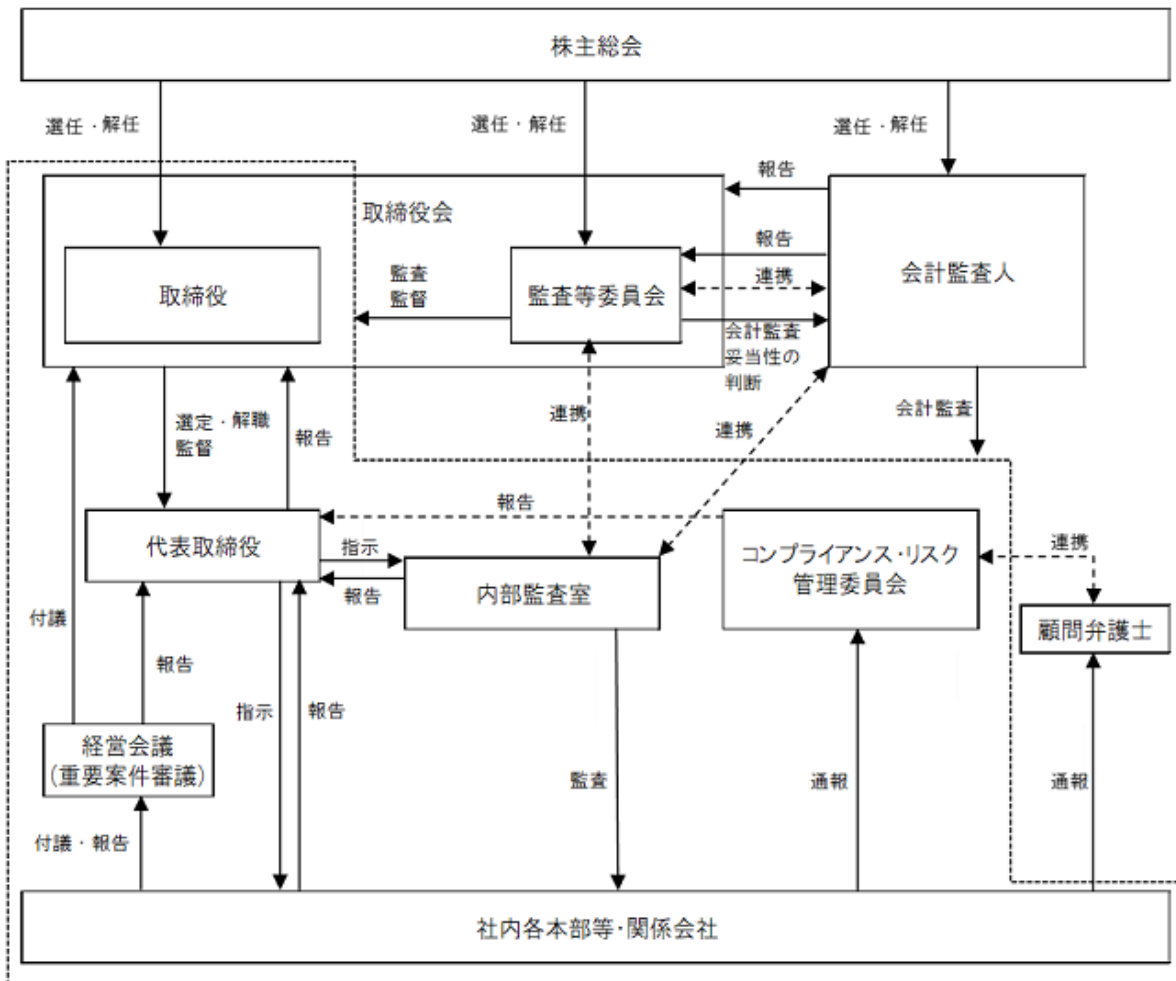 株主総会
選任・解任
選任・解任
選任・解任
報告
取締役会
報告
取締役
監査
監督
監査等委員会
連携
会計監査人
会計監査
妥当性の
判断
選定・解職
監督
報告
連携
連携
会計監査
報告
代表取締役
指示
報告
内部監査室
コンプライアンス・リスク
管理委員会
連携
顧問弁護士
付議
報告
指示
報告
経営会議
(重要案件審議)
監査
通報
通報
付議・報告
社内各本部等・関係会社